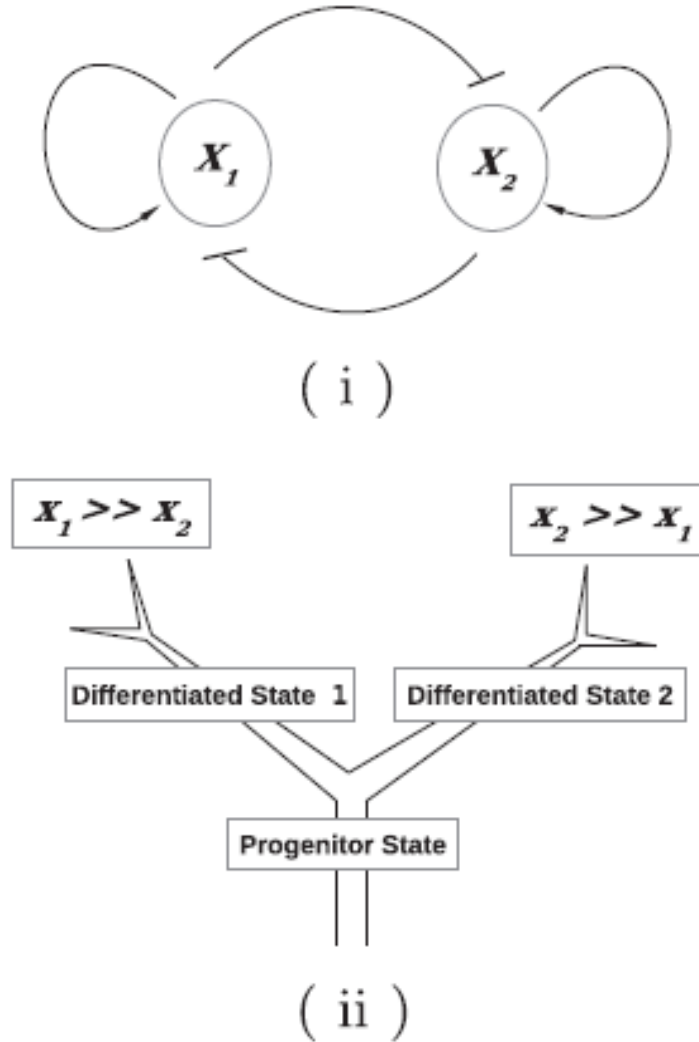 X₁
X₂
( i )
x₁ >> x₂
x₂ >> x₁
Differentiated State 1
Differentiated State 2
Progenitor State
( ii )